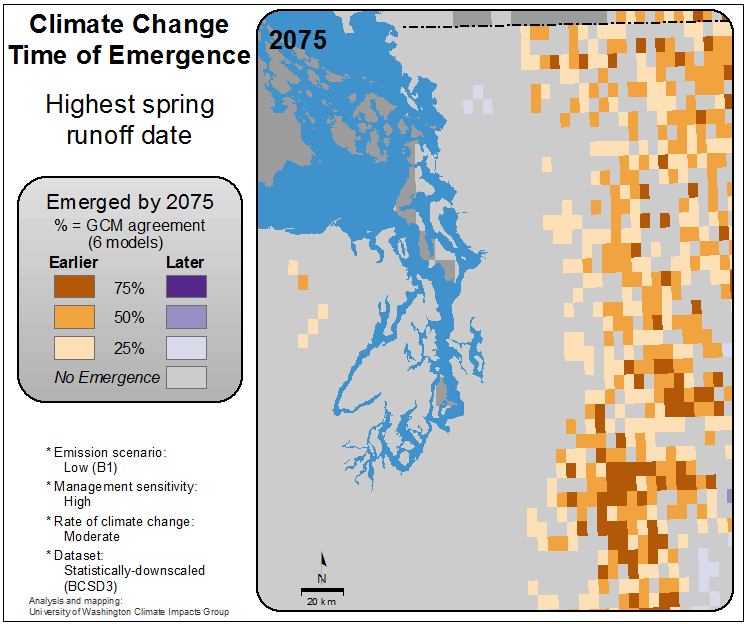 Climate Change
Time of Emergence
Highest spring
runoff date
Emerged by 2075
% = GCM agreement
(6 models)
Earlier Later
75%
50%
25%
No Emergence
* Emission scenario:
Low (B1)
* Management sensitivity:
High
* Rate of climate change:
Moderate
* Dataset:
Statistically-downscaled
(BCSD3)
Analysis and mapping:
University of Washington Climate Impacts Group
2075
N
20 km